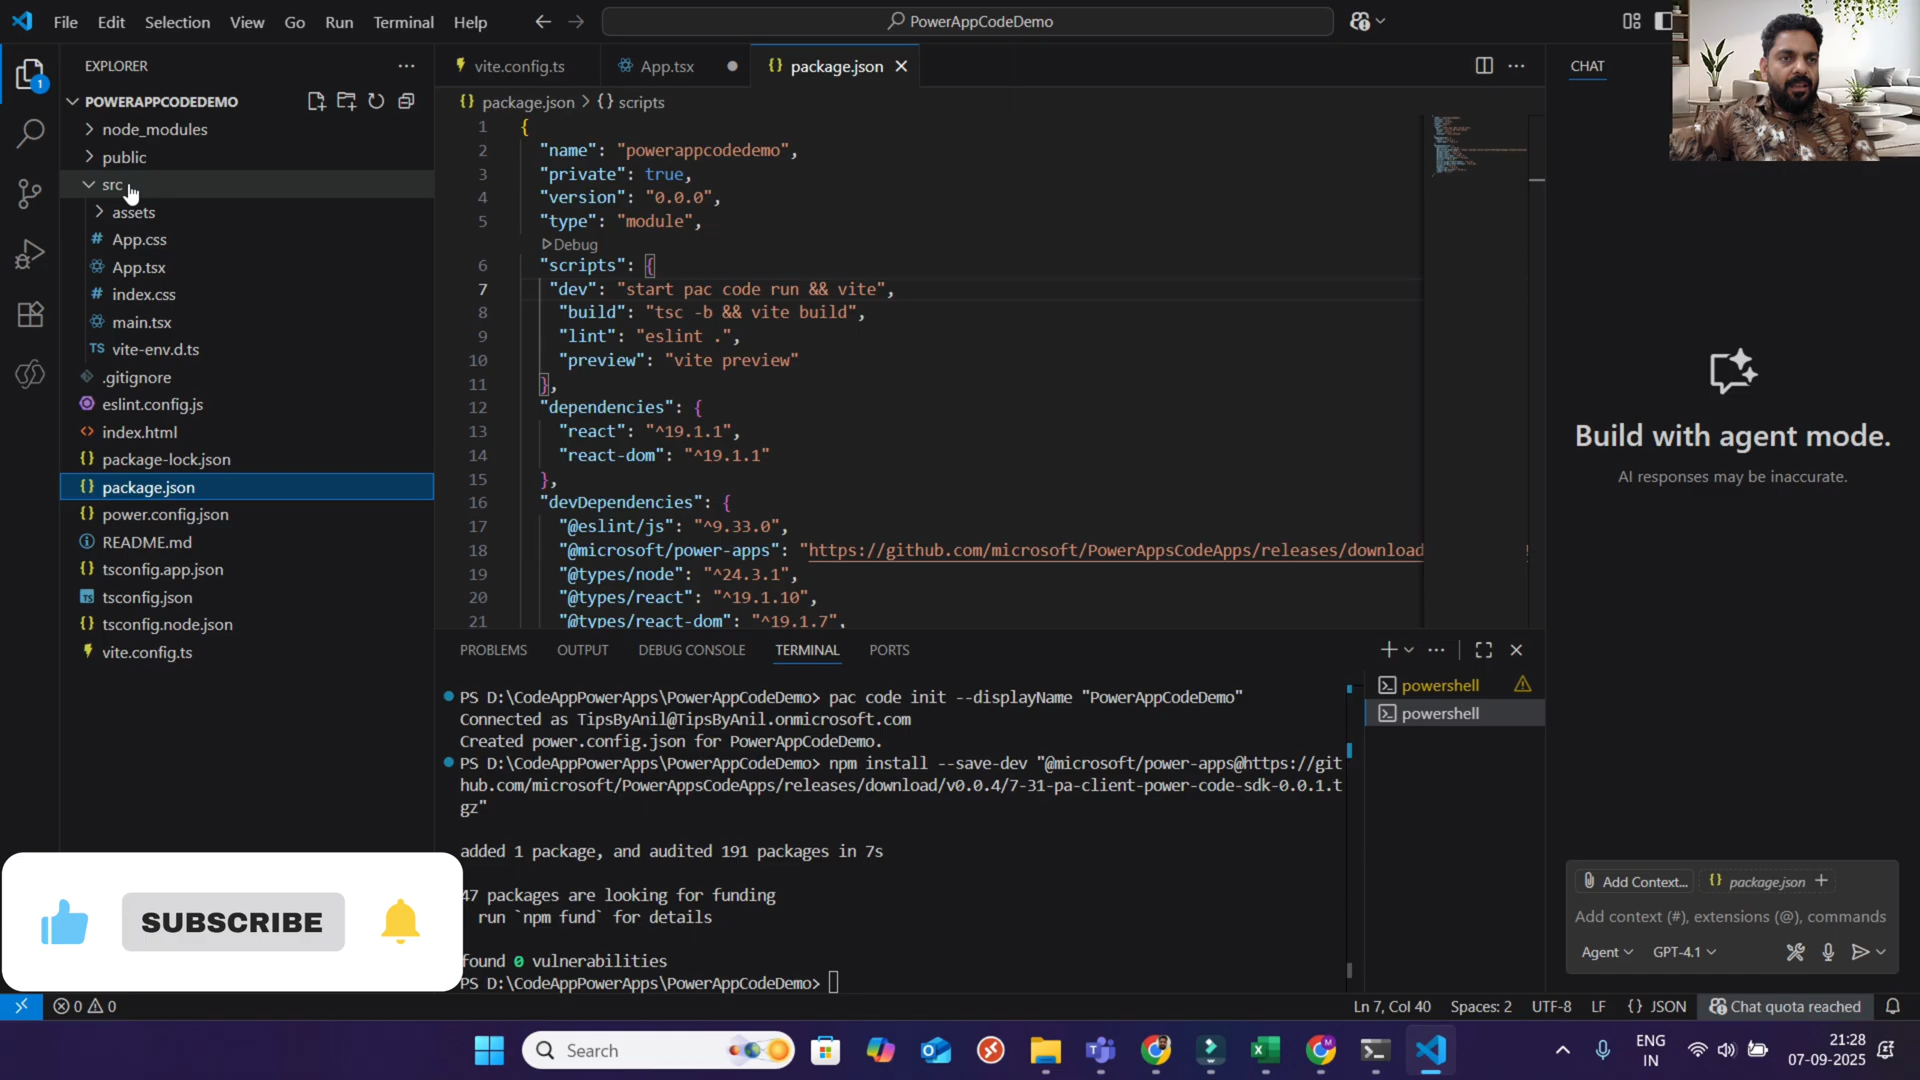 File Edit Selection View Go Run Terminal Help
PowerAppCodeDemo
EXPLORER
POWERAPPCODEDEMO
node_modules
public
src
assets
App.css
App.tsx
index.css
main.tsx
vite-env.d.ts
.gitignore
eslint.config.js
index.html
package-lock.json
package.json
power.config.json
README.md
tsconfig.app.json
tsconfig.json
tsconfig.node.json
vite.config.ts
vite.config.ts App.tsx package.json
package.json > {} scripts
1 {
2 "name": "powerappcodedemo",
3 "private": true,
4 "version": "0.0.0",
5 "type": "module",
Debug
6 "scripts": {
7 "dev": "start pac code run && vite",
8 "build": "tsc -b && vite build",
9 "lint": "eslint .",
10 "preview": "vite preview"
11 },
12 "dependencies": {
13 "react": "^19.1.1",
14 "react-dom": "^19.1.1"
15 },
16 "devDependencies": {
17 "@eslint/js": "^9.33.0",
18 "@microsoft/power-apps": "https://github.com/microsoft/PowerAppsCodeApps/releases/download
19 "@types/node": "^24.3.1",
20 "@types/react": "^19.1.10",
21 "@types/react-dom": "^19.1.7",
PROBLEMS OUTPUT DEBUG CONSOLE TERMINAL PORTS
PS D:\CodeAppPowerApps\PowerAppCodeDemo> pac code init --displayName "PowerAppCodeDemo"
Connected as TipsByAnil@TipsByAnil.onmicrosoft.com
Created power.config.json for PowerAppCodeDemo.
PS D:\CodeAppPowerApps\PowerAppCodeDemo> npm install --save-dev "@microsoft/power-apps@https://git
hub.com/microsoft/PowerAppsCodeApps/releases/download/v0.0.4/7-31-pa-client-power-code-sdk-0.0.1.t
gz"
added 1 package, and audited 191 packages in 7s
47 packages are looking for funding
run `npm fund` for details
found 0 vulnerabilities
PS D:\CodeAppPowerApps\PowerAppCodeDemo>
powershell
powershell
CHAT
Build with agent mode.
AI responses may be inaccurate.
Add Context... {} package.json +
Add context (#), extensions (@), commands
Agent GPT-4.1
SUBSCRIBE
0 0
Ln 7, Col 40 Spaces: 2 UTF-8 LF {} JSON Chat quota reached
Search
ENG
IN
21:28
07-09-2025
1